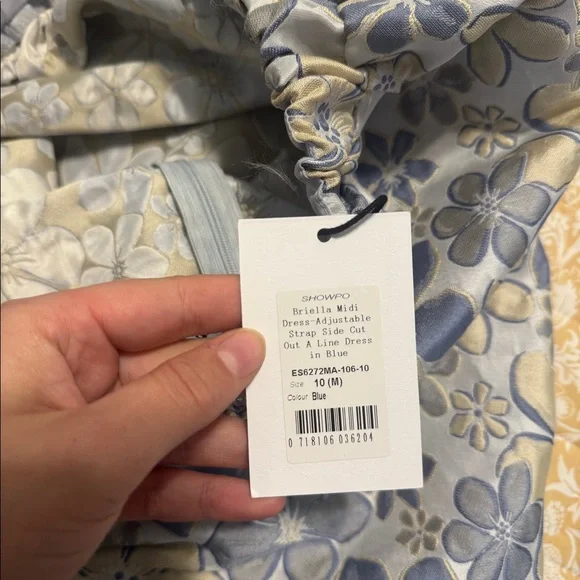 SHOWPO
Briella Midi
Dress-Adjustable
Strap Side Cut
Out A Line Dress
in Blue
ES6272MA-106-10
Size 10 (M)
Colour Blue
0 718106 036204